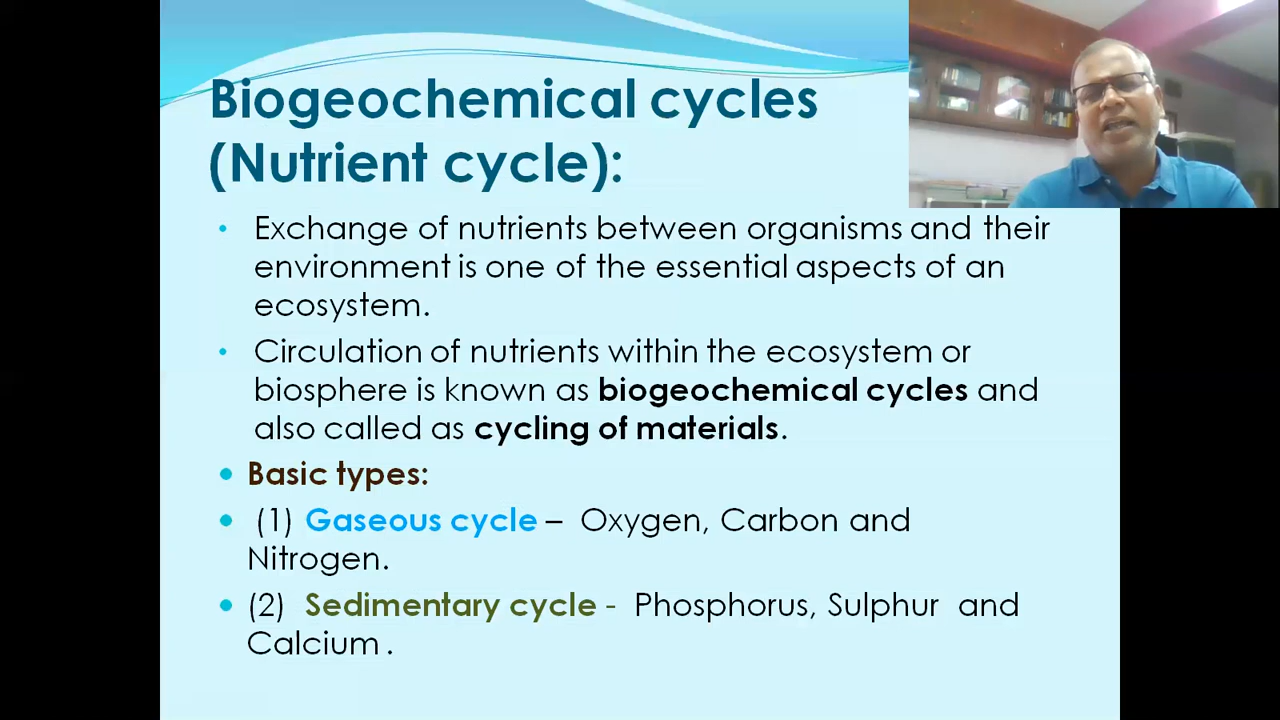 Biogeochemical cycles
(Nutrient cycle):
• Exchange of nutrients between organisms and their
environment is one of the essential aspects of an
ecosystem.
• Circulation of nutrients within the ecosystem or
biosphere is known as biogeochemical cycles and
also called as cycling of materials.
• Basic types:
• (1) Gaseous cycle – Oxygen, Carbon and
Nitrogen.
• (2) Sedimentary cycle - Phosphorus, Sulphur and
Calcium .